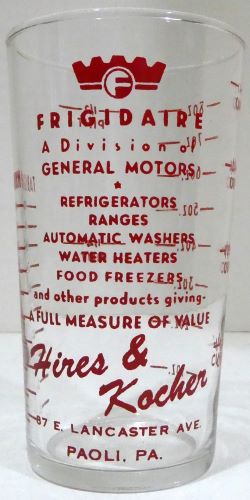 F
FRIGIDAIRE
A Division of
GENERAL MOTORS
REFRIGERATORS
RANGES
AUTOMATIC WASHERS
WATER HEATERS
FOOD FREEZERS
and other products giving-
A FULL MEASURE OF VALUE
Hires &
Kocher
87 E. LANCASTER AVE.
PAOLI, PA.